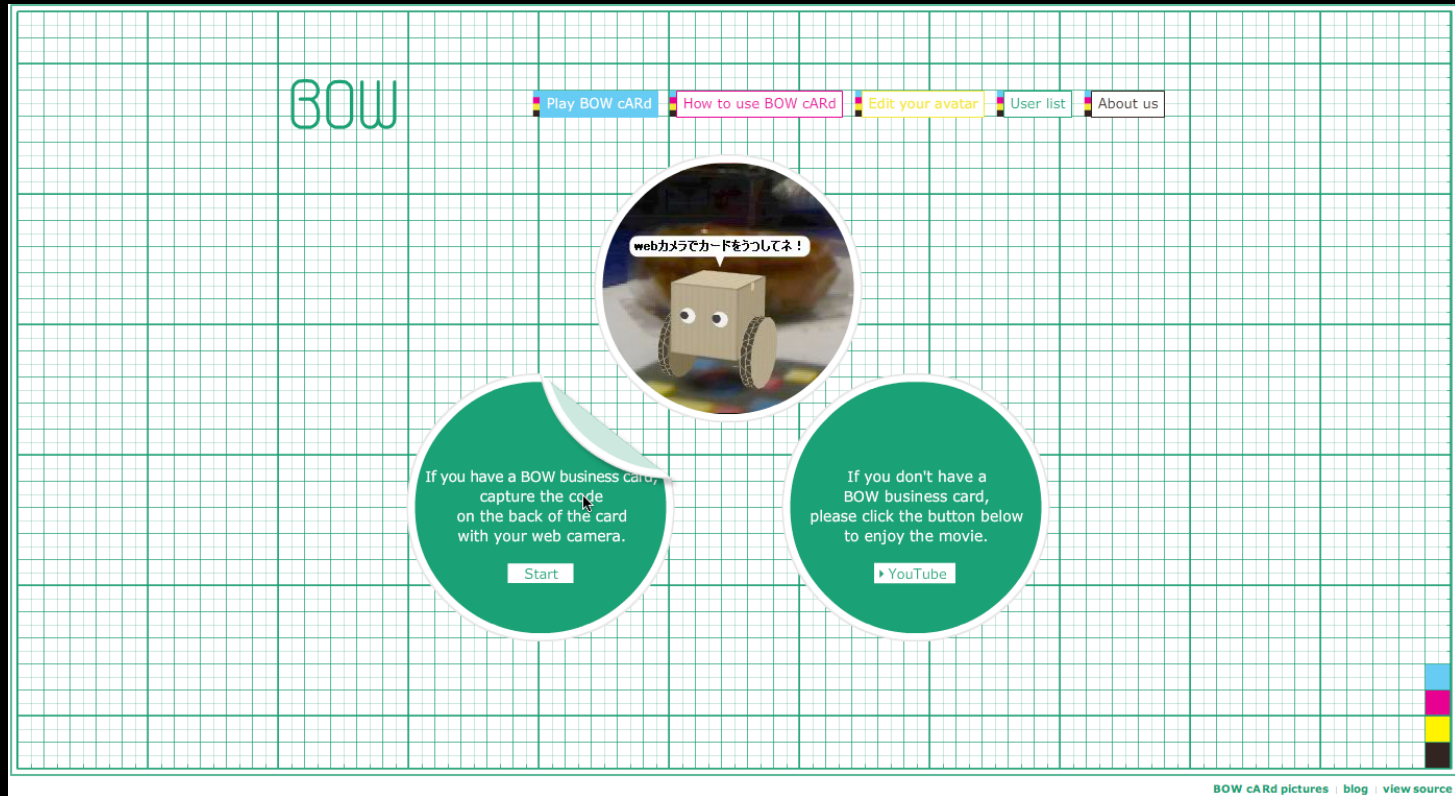 BOW
Play BOW cARd
How to use BOW cARd
Edit your avatar
User list
About us
webカメラでカードをうつしてネ！
If you have a BOW business card,
capture the code
on the back of the card
with your web camera.
Start
If you don't have a
BOW business card,
please click the button below
to enjoy the movie.
YouTube
BOW cARd pictures | blog | view source